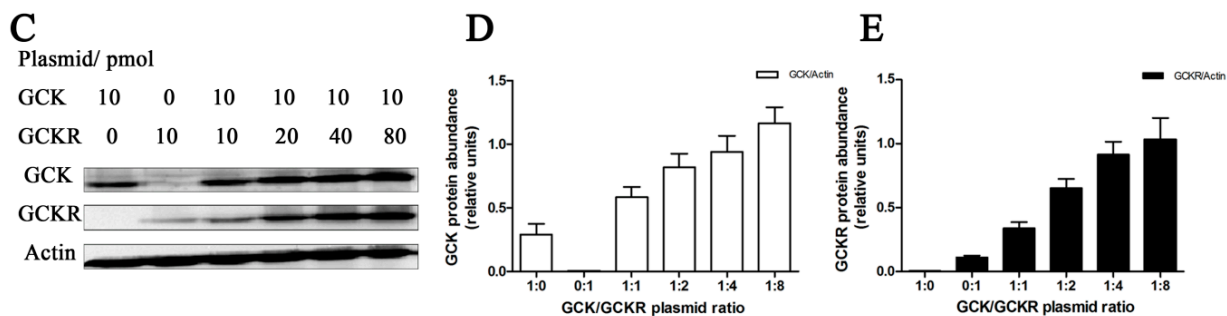 C
Plasmid/ pmol
GCK 10 0 10 10 10 10
GCKR 0 10 10 20 40 80
GCK
GCKR
Actin
D
GCK/Actin
GCK protein abundance
(relative units)
1.5
1.0
0.5
0.0
1:0 0:1 1:1 1:2 1:4 1:8
GCK/GCKR plasmid ratio
E
GCKR/Actin
GCKR protein abundance
(relative units)
1.5
1.0
0.5
0.0
1:0 0:1 1:1 1:2 1:4 1:8
GCK/GCKR plasmid ratio